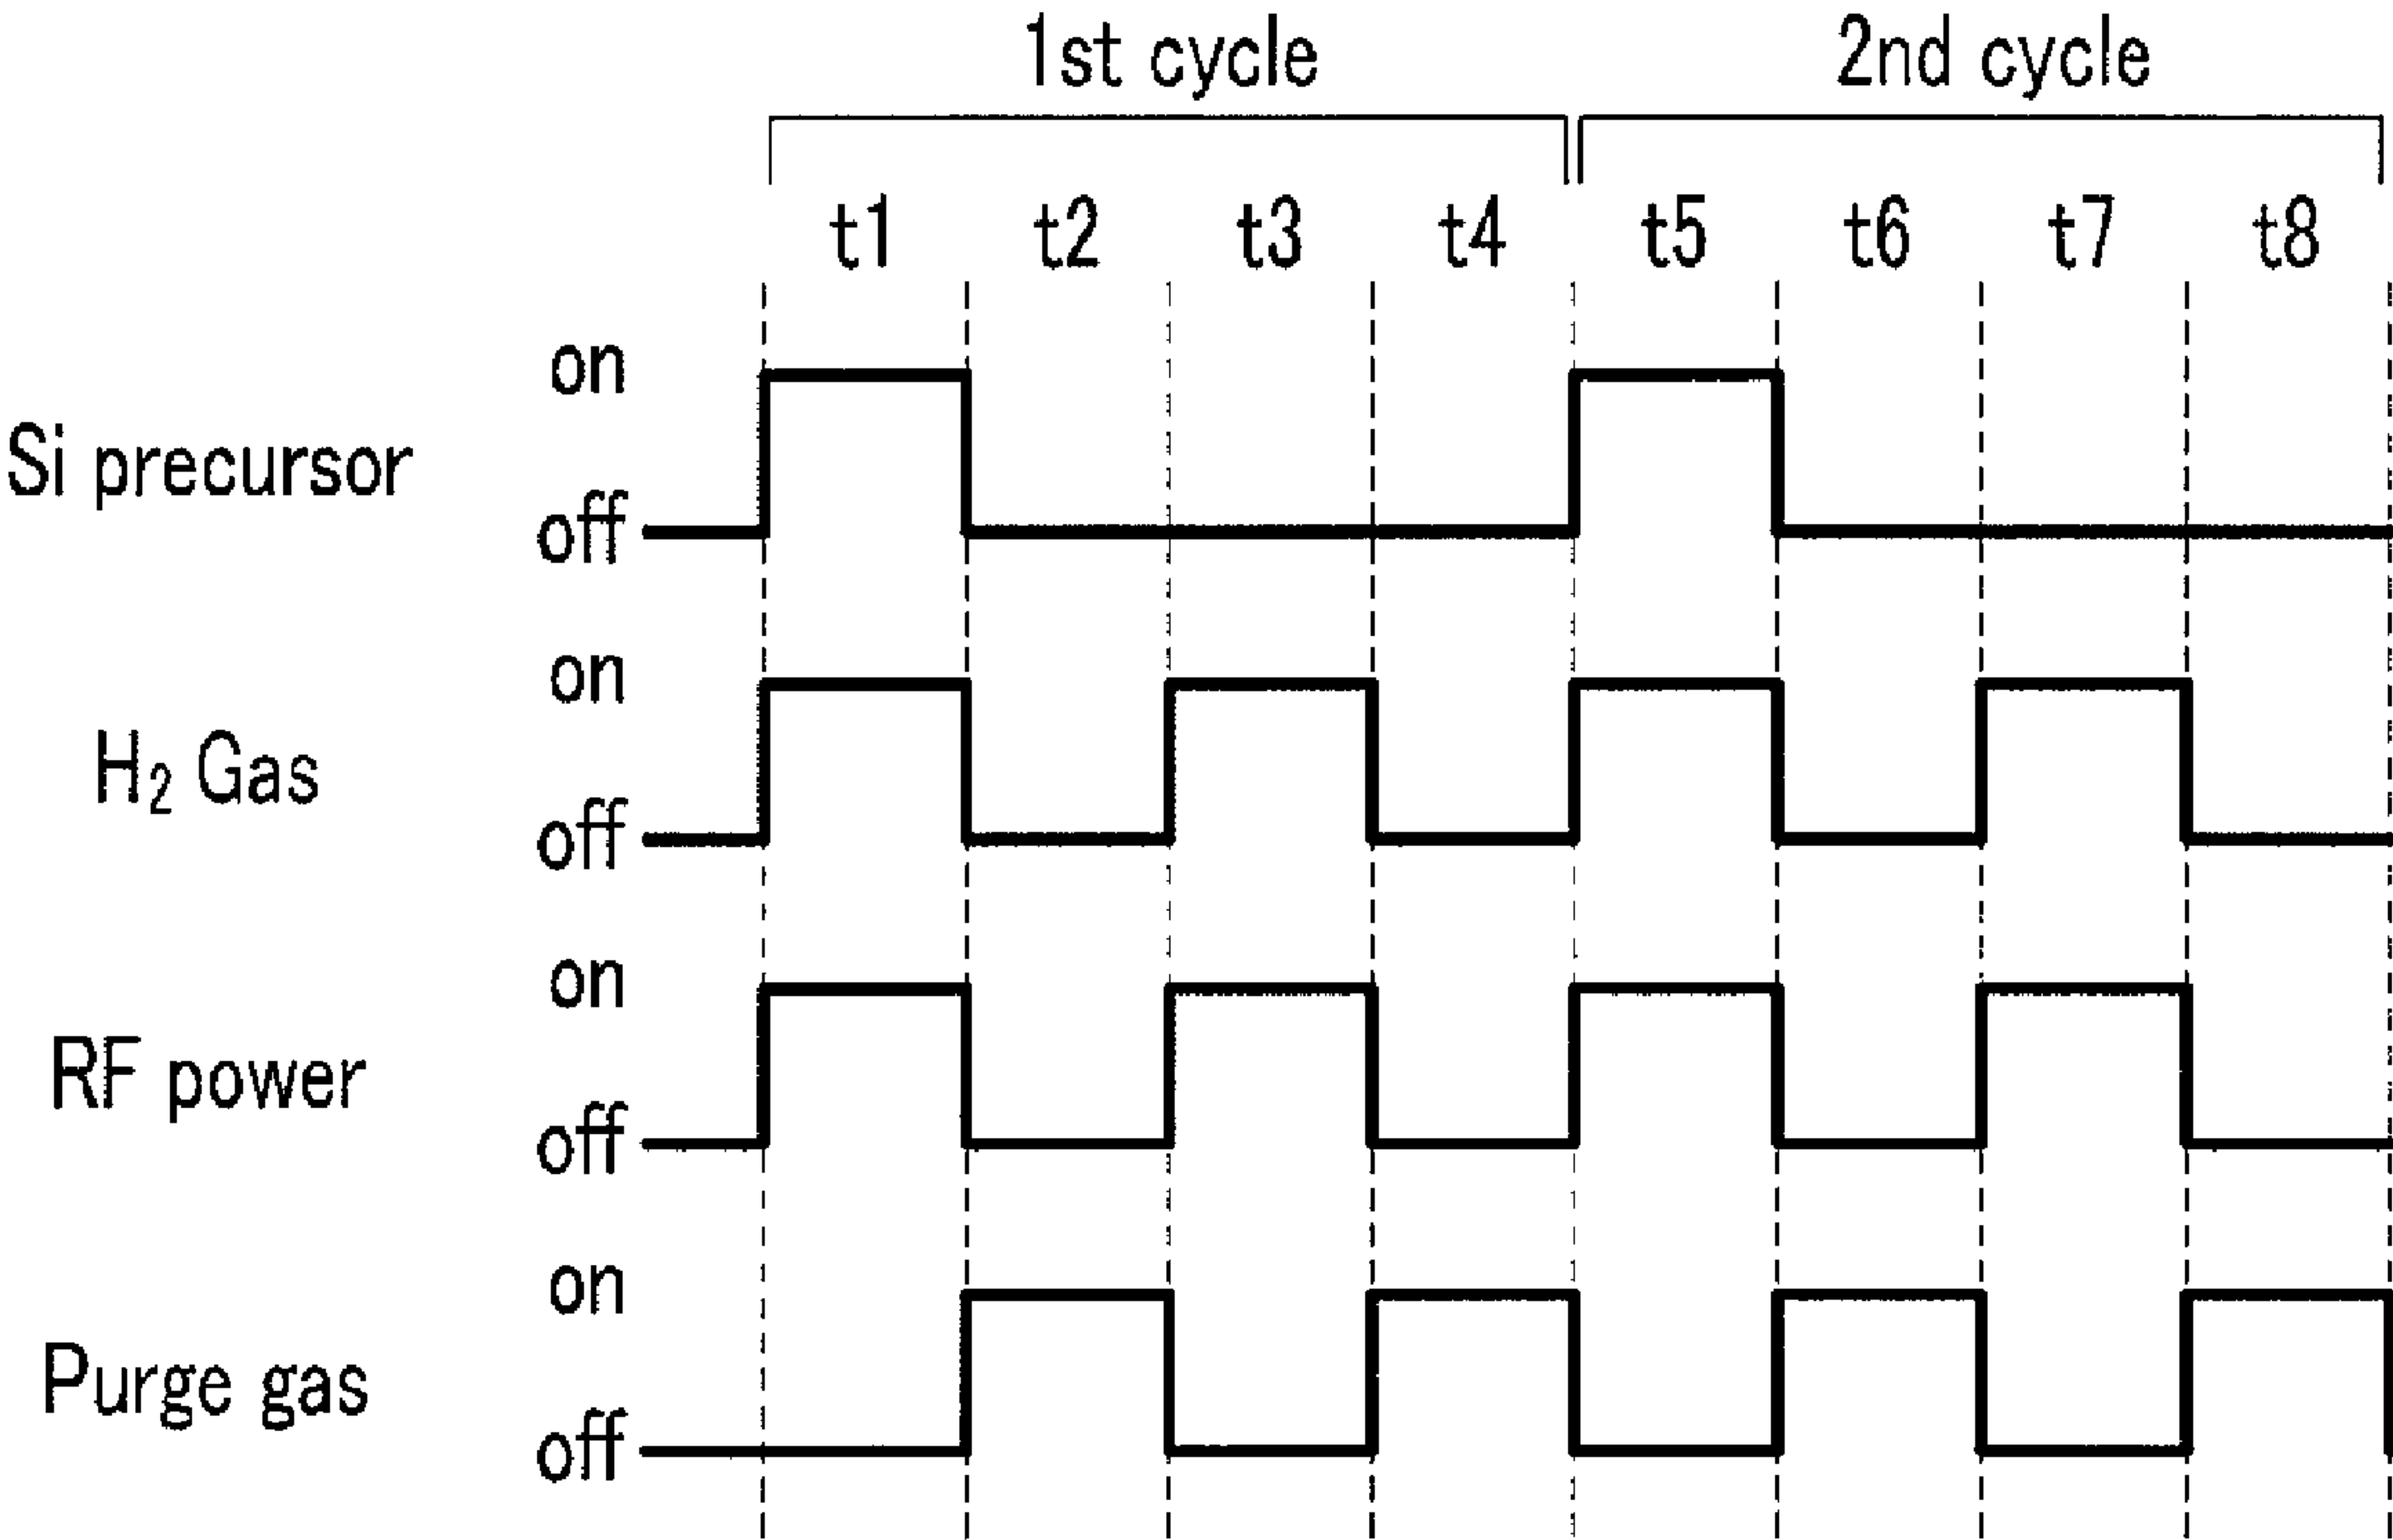 1st cycle 2nd cycle
t1 t2 t3 t4 t5 t6 t7 t8
on
Si precursor
off
on
H₂ Gas
off
on
RF power
off
on
Purge gas
off